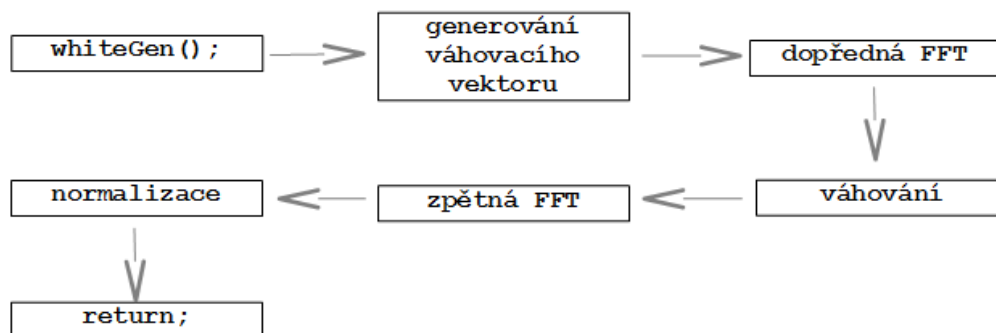 whiteGen();
generování
váhovacího
vektoru
dopředná FFT
váhování
zpětná FFT
normalizace
return;